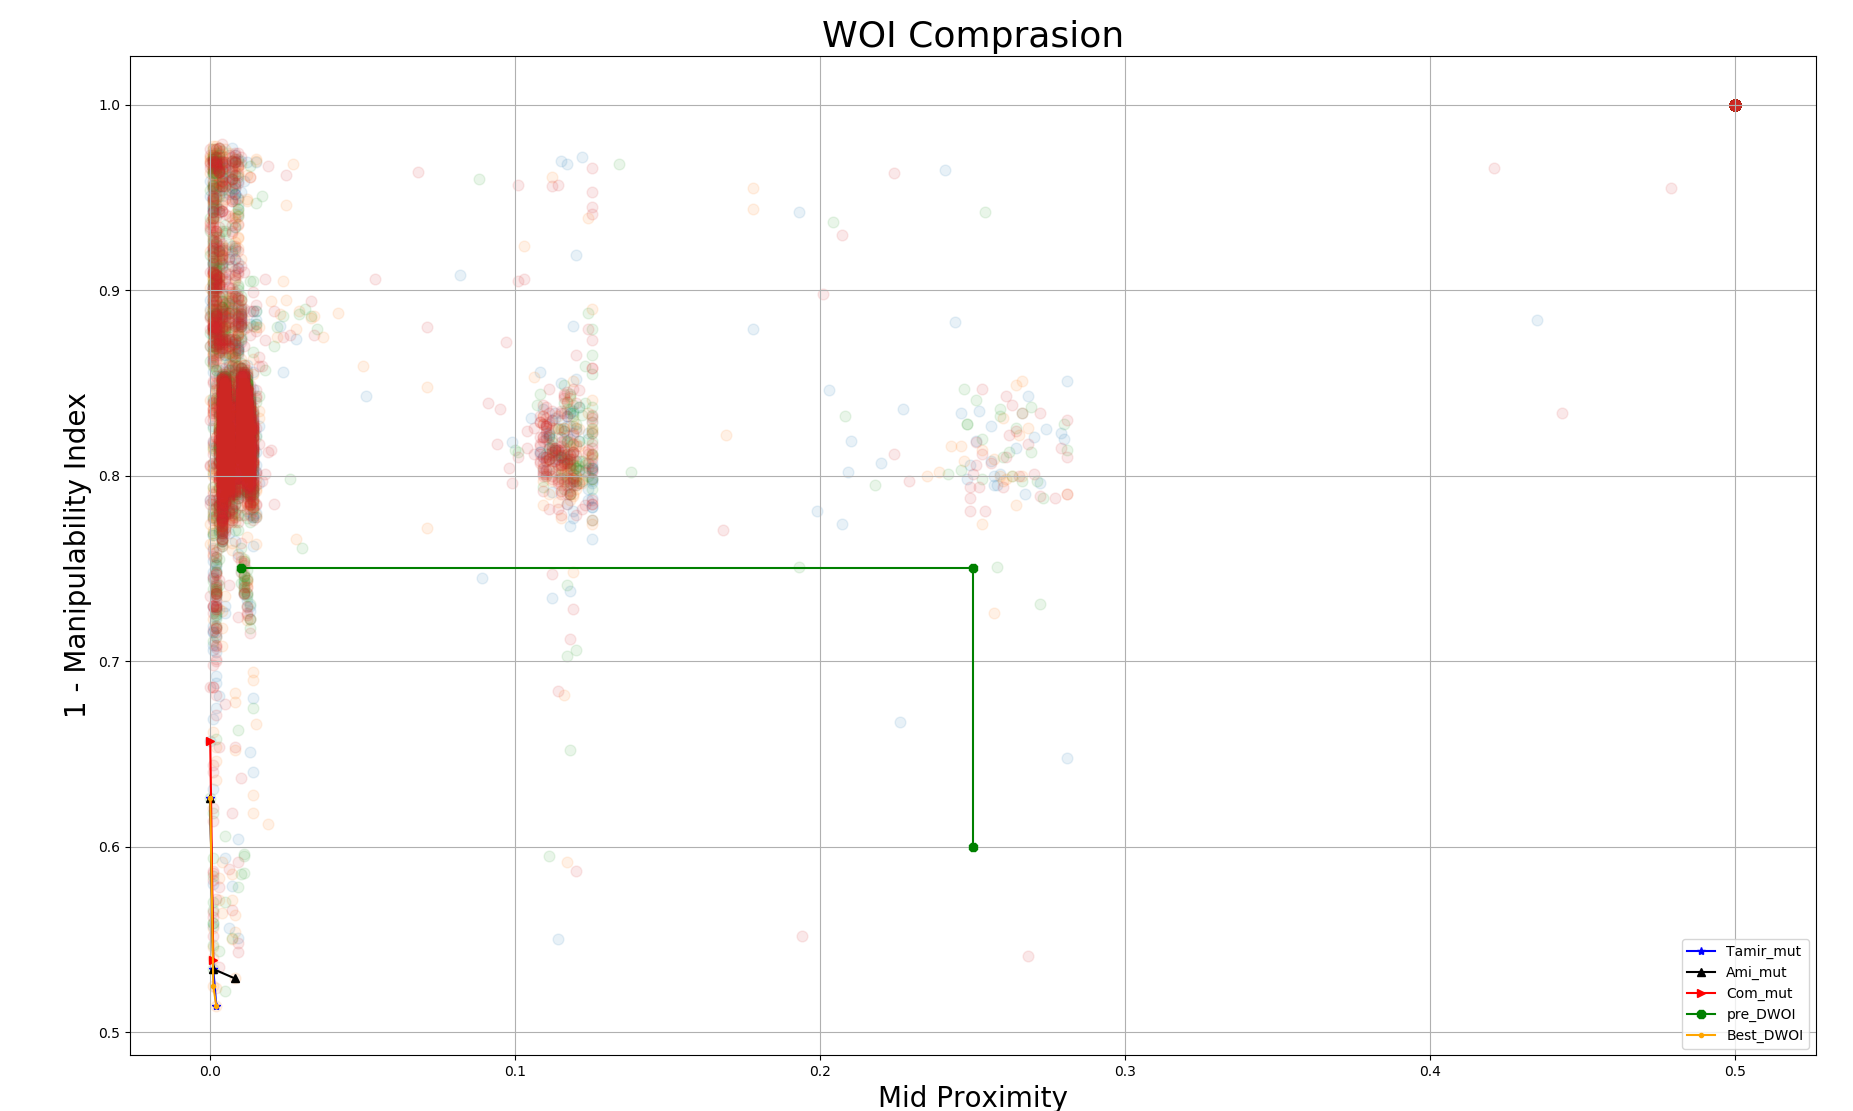 WOI Comprasion
1 - Manipulability Index
1.0
0.9
0.8
0.7
0.6
0.5
0.0
0.1
0.2
0.3
0.4
0.5
Mid Proximity
Tamir_mut
Ami_mut
Com_mut
pre_DWOI
Best_DWOI